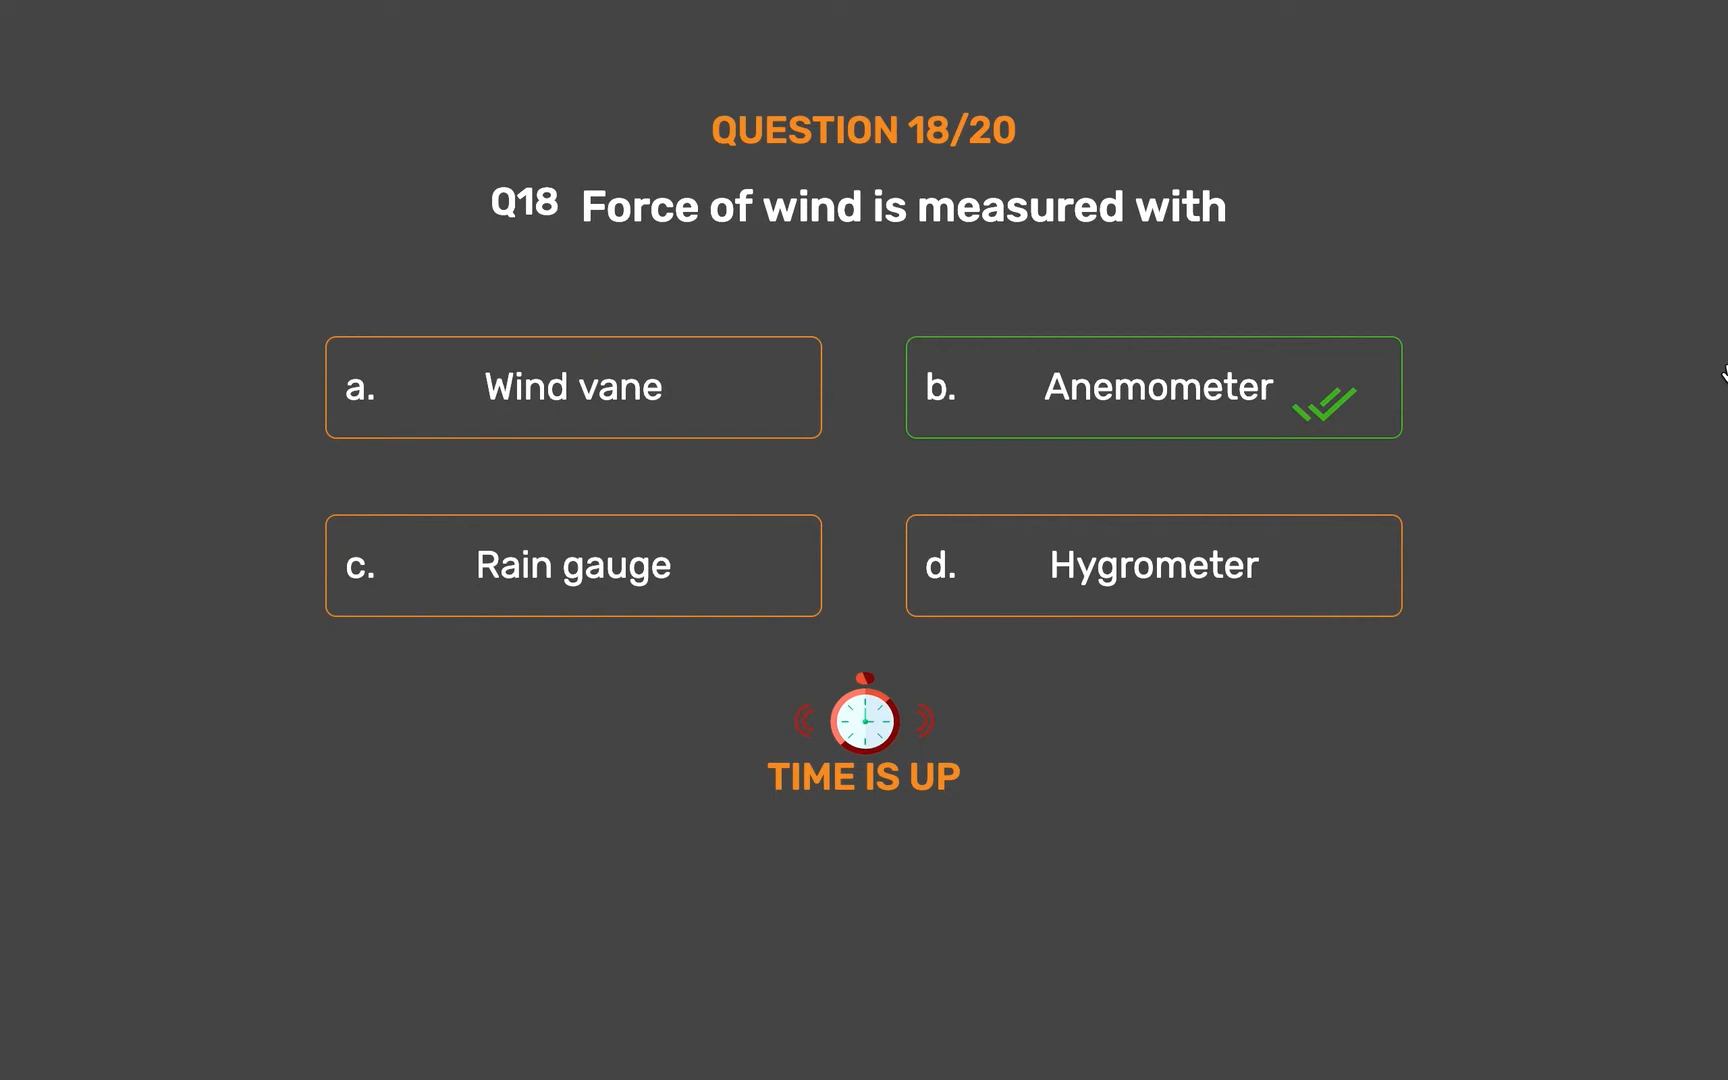 QUESTION 18/20
Q18 Force of wind is measured with
a. Wind vane
b. Anemometer
c. Rain gauge
d. Hygrometer
TIME IS UP